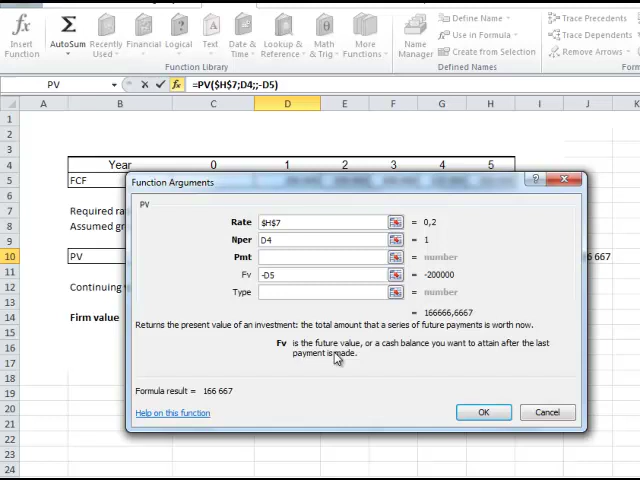 Insert Function
AutoSum
Recently Used
Financial
Logical
Text
Date & Time
Lookup & Reference
Math & Trig
More Functions
Function Library
Name Manager
Define Name
Use in Formula
Create from Selection
Defined Names
Trace Precedents
Trace Dependents
Remove Arrows
PV
=PV($H$7;D4;;-D5)
A B C D E F G H I J K
1
2
3
4 Year 0 1 2 3 4 5
5 FCF
6
7 Required ra
8 Assumed gr
9
10 PV 6 667
11
12 Continuing
13
14 Firm value
15
16
17
18
19
20
21
22
23
24
Function Arguments
PV
Rate $H$7 = 0,2
Nper D4 = 1
Pmt = number
Fv -D5 = -200000
Type = number
= 166666,6667
Returns the present value of an investment: the total amount that a series of future payments is worth now.
Fv is the future value, or a cash balance you want to attain after the last
payment is made.
Formula result = 166 667
Help on this function
OK
Cancel